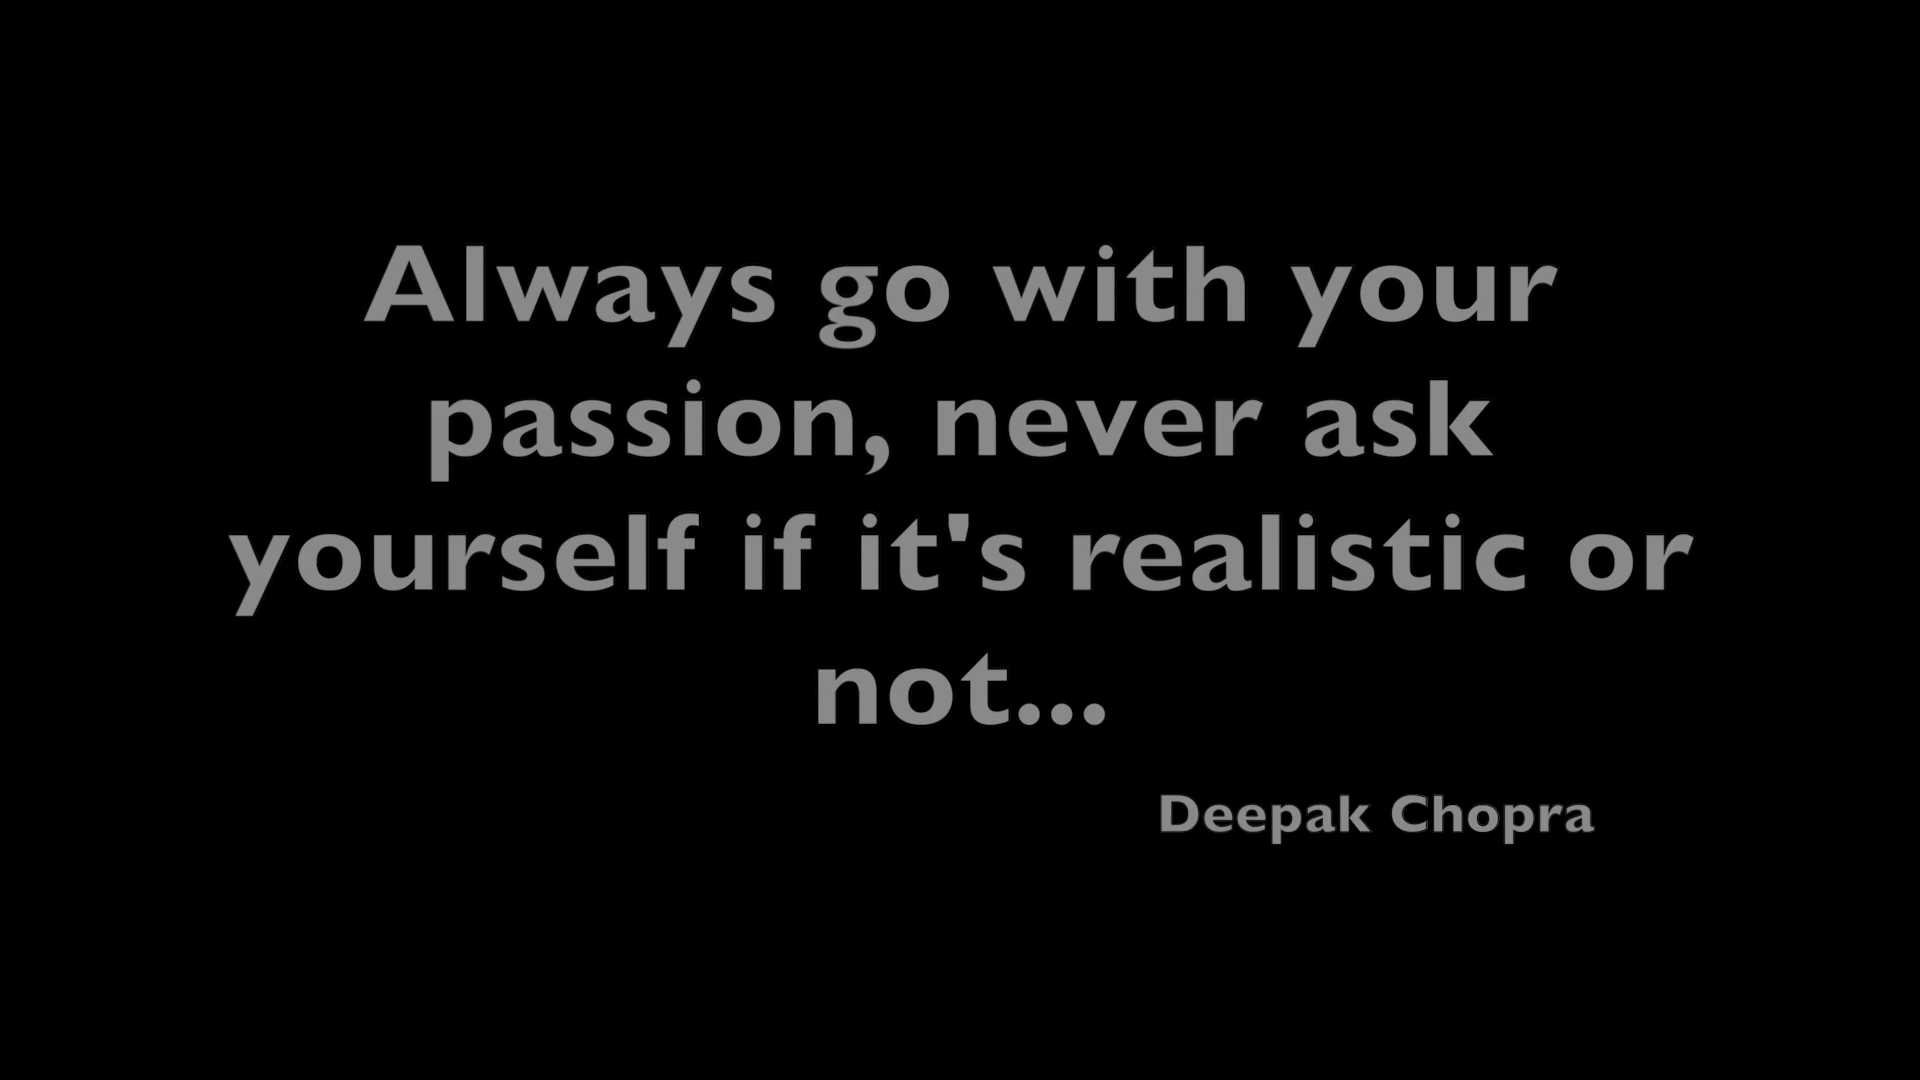 Always go with your
passion, never ask
yourself if it's realistic or
not...
Deepak Chopra